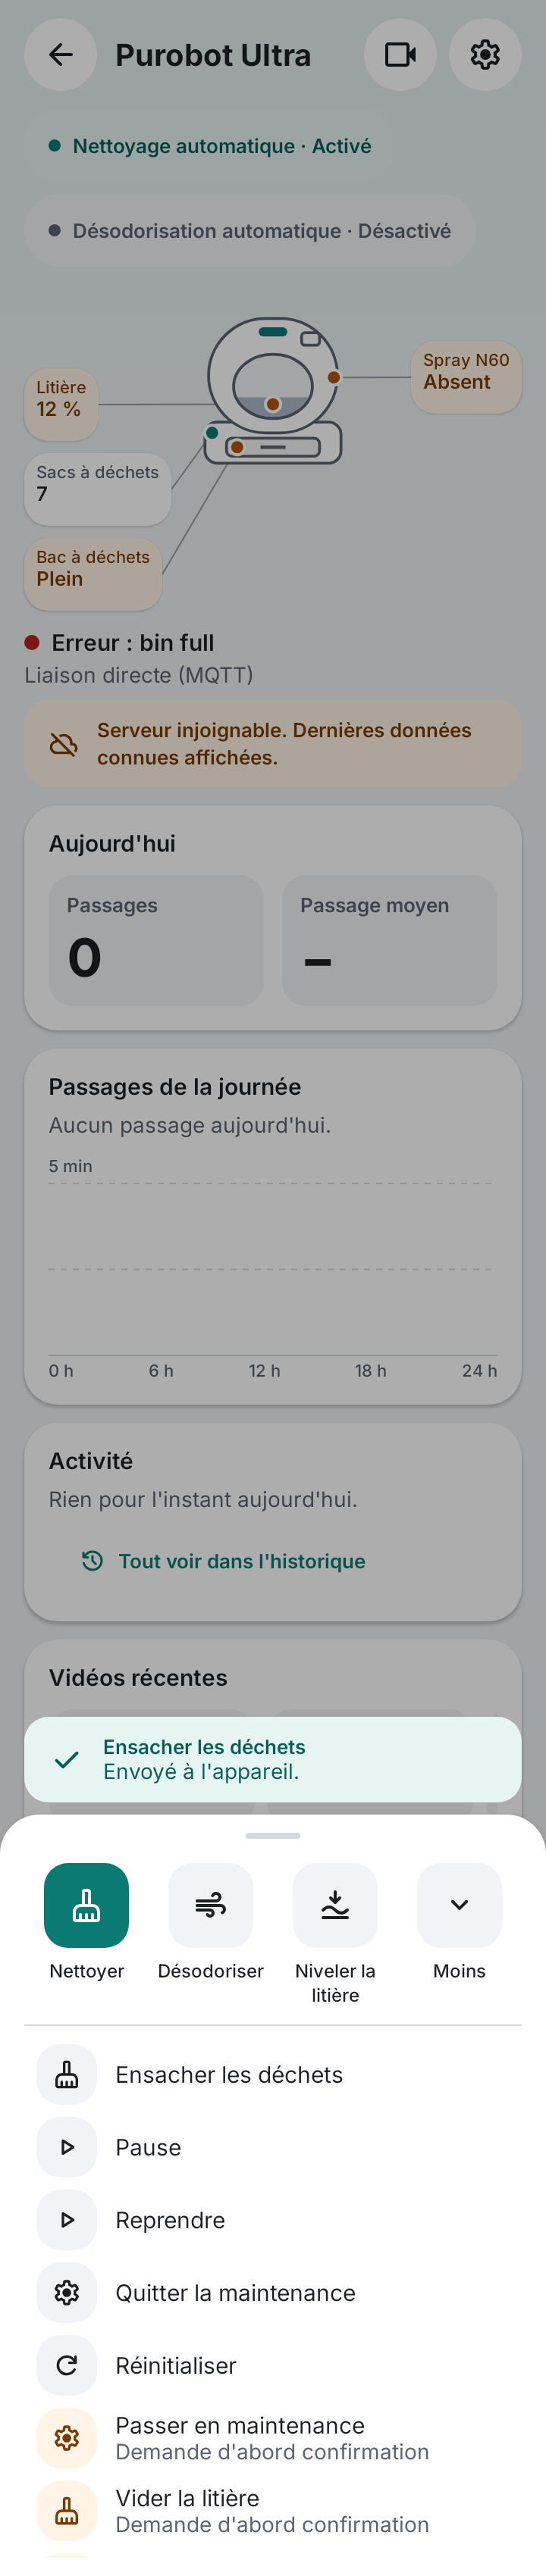 Purobot Ultra
Nettoyage automatique · Activé
Désodorisation automatique · Désactivé
Spray N60
Absent
Litière
12 %
Sacs à déchets
7
Bac à déchets
Plein
Erreur : bin full
Liaison directe (MQTT)
Serveur injoignable. Dernières données
connues affichées.
Aujourd'hui
Passages
Passage moyen
0
–
Passages de la journée
Aucun passage aujourd'hui.
5 min
0 h 6 h 12 h 18 h 24 h
Activité
Rien pour l'instant aujourd'hui.
Tout voir dans l'historique
Vidéos récentes
Ensacher les déchets
Envoyé à l'appareil.
Nettoyer
Désodoriser
Niveler la
litière
Moins
Ensacher les déchets
Pause
Reprendre
Quitter la maintenance
Réinitialiser
Passer en maintenance
Demande d'abord confirmation
Vider la litière
Demande d'abord confirmation